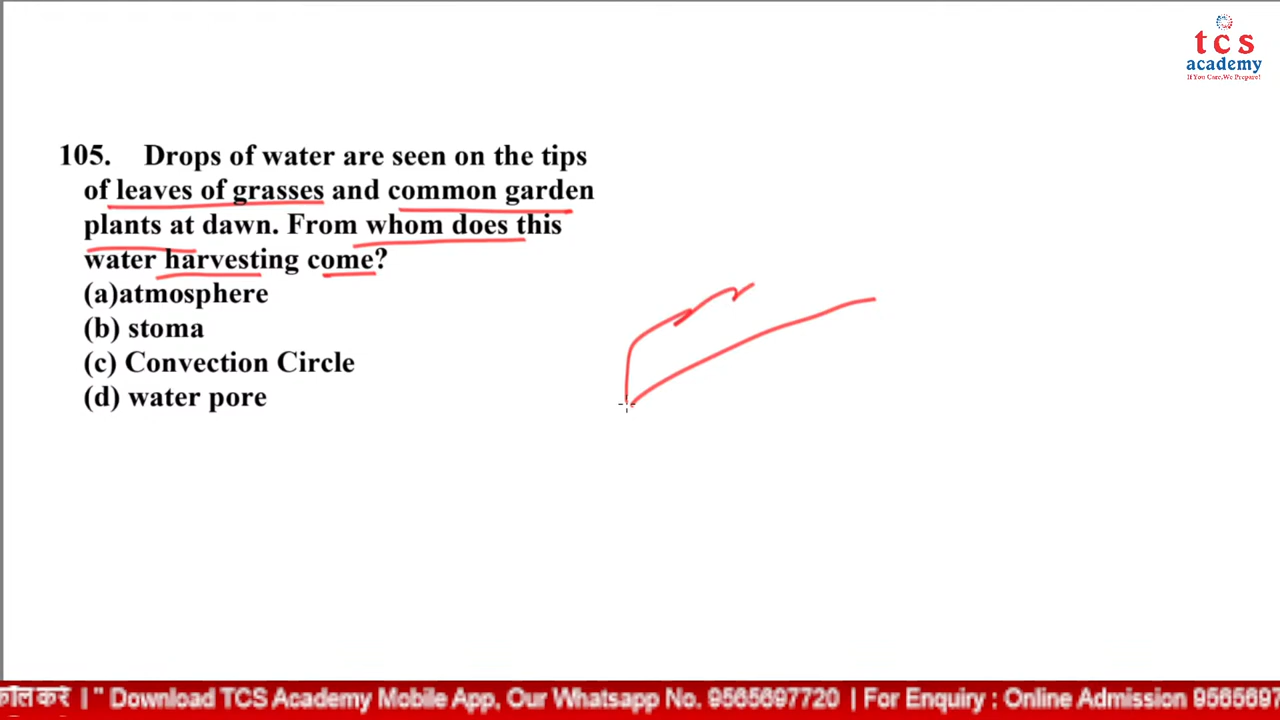 tcs
academy
If You Care,We Prepare!
105. Drops of water are seen on the tips
of leaves of grasses and common garden
plants at dawn. From whom does this
water harvesting come?
(a)atmosphere
(b) stoma
(c) Convection Circle
(d) water pore
कॉल करें | " Download TCS Academy Mobile App, Our Whatsapp No. 9565697720 | For Enquiry : Online Admission 956569